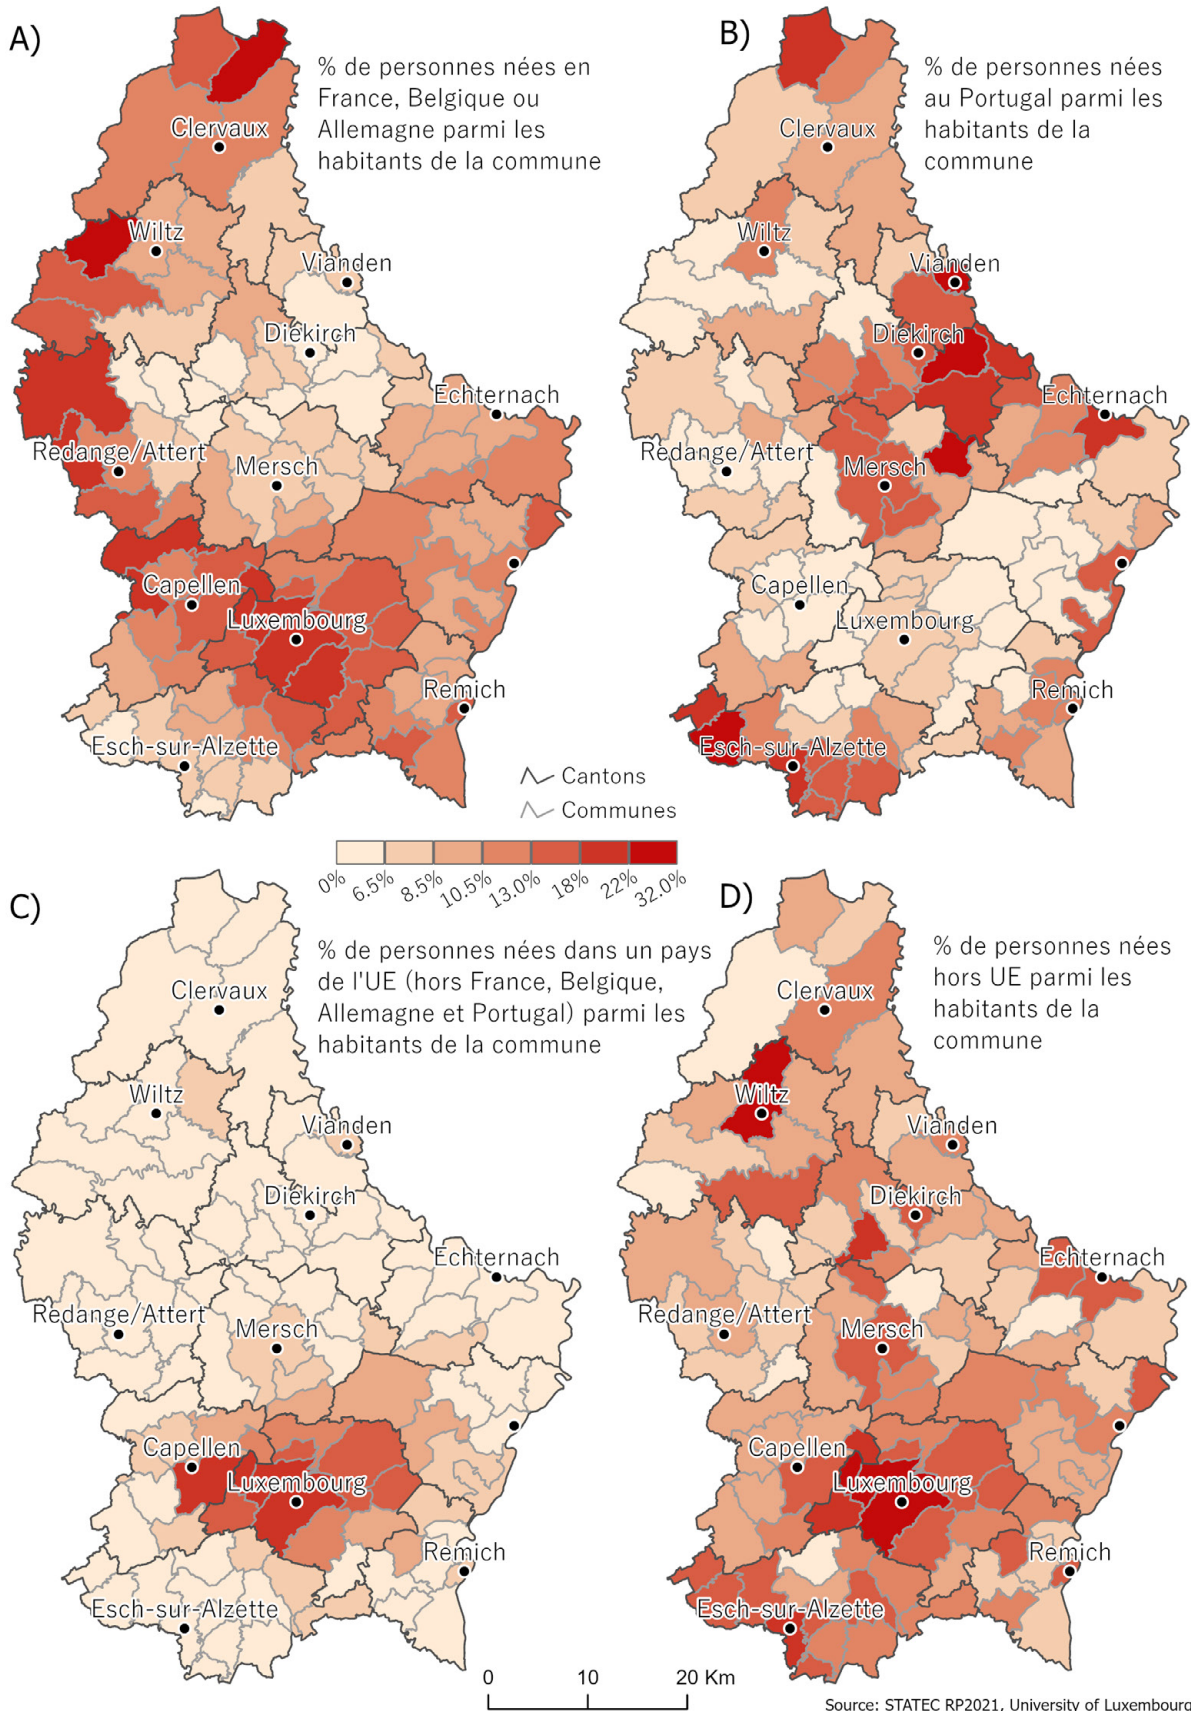 A)
% de personnes nées en
France, Belgique ou
Allemagne parmi les
habitants de la commune
Clervaux
Wiltz
Vianden
Diekirch
Echternach
Redange/Attert
Mersch
Capellen
Luxembourg
Remich
Esch-sur-Alzette
B)
% de personnes nées
au Portugal parmi les
habitants de la
commune
Clervaux
Wiltz
Vianden
Diekirch
Echternach
Redange/Attert
Mersch
Capellen
Luxembourg
Remich
Esch-sur-Alzette
Cantons
Communes
0%
6.5%
8.5%
10.5%
13.0%
18%
22%
32.0%
C)
% de personnes nées dans un pays
de l'UE (hors France, Belgique,
Allemagne et Portugal) parmi les
habitants de la commune
Clervaux
Wiltz
Vianden
Diekirch
Echternach
Redange/Attert
Mersch
Capellen
Luxembourg
Remich
Esch-sur-Alzette
D)
% de personnes nées
hors UE parmi les
habitants de la
commune
Clervaux
Wiltz
Vianden
Diekirch
Echternach
Redange/Attert
Mersch
Capellen
Luxembourg
Remich
Esch-sur-Alzette
0 10 20 Km
Source: STATEC RP2021, University of Luxembourg